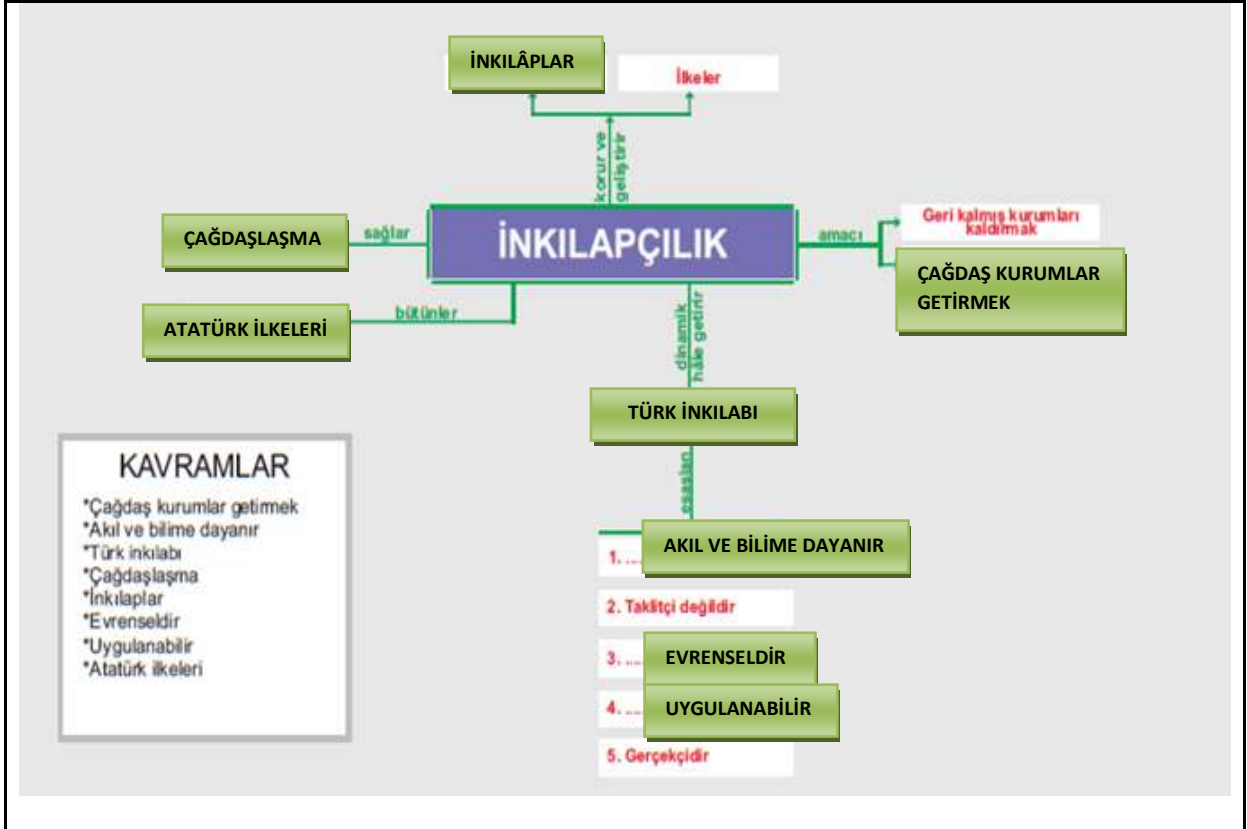 İNKILÂPLAR
İlkeler
korur ve
geliştirir
ÇAĞDAŞLAŞMA
sağlar
İNKILAPÇILIK
amacı
Geri kalmış kurumları
kaldırmak
ÇAĞDAŞ KURUMLAR
GETİRMEK
ATATÜRK İLKELERİ
bütünler
dinamik
hâle getirir
TÜRK İNKILABI
esasları
KAVRAMLAR
*Çağdaş kurumlar getirmek
*Akıl ve bilime dayanır
*Türk inkılabı
*Çağdaşlaşma
*İnkılaplar
*Evrenseldir
*Uygulanabilir
*Atatürk ilkeleri
1. .... AKIL VE BİLİME DAYANIR
2. Taklitçi değildir
3. .... EVRENSELDİR
4. .... UYGULANABİLİR
5. Gerçekçidir